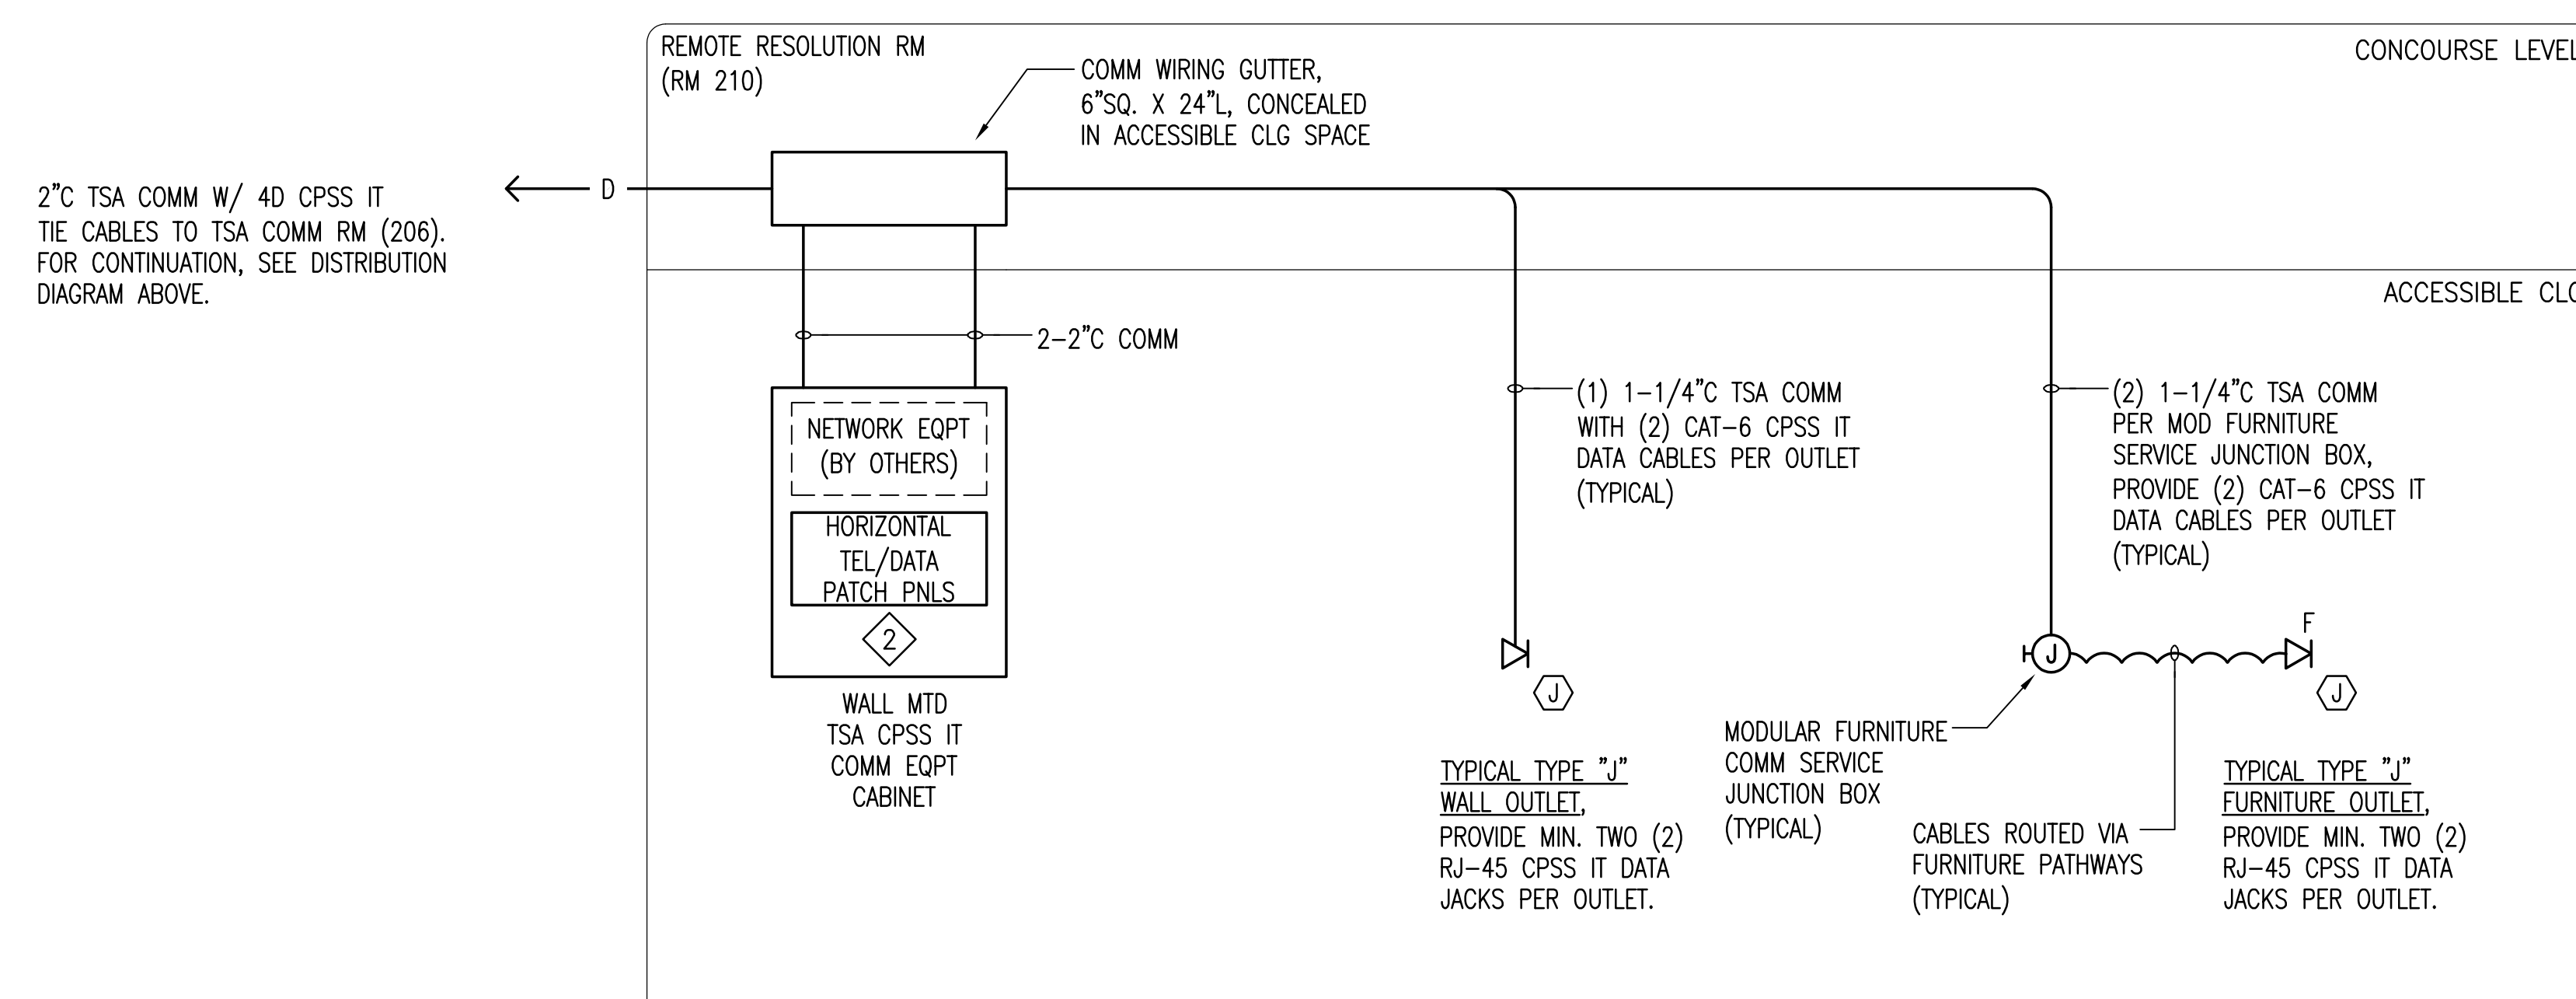 REMOTE RESOLUTION RM
(RM 210)
CONCOURSE LEVEL
COMM WIRING GUTTER,
6"SQ. X 24"L, CONCEALED
IN ACCESSIBLE CLG SPACE
2"C TSA COMM W/ 4D CPSS IT
TIE CABLES TO TSA COMM RM (206).
FOR CONTINUATION, SEE DISTRIBUTION
DIAGRAM ABOVE.
D
ACCESSIBLE CLG
2-2"C COMM
NETWORK EQPT
(BY OTHERS)
HORIZONTAL
TEL/DATA
PATCH PNLS
2
WALL MTD
TSA CPSS IT
COMM EQPT
CABINET
(1) 1-1/4"C TSA COMM
WITH (2) CAT-6 CPSS IT
DATA CABLES PER OUTLET
(TYPICAL)
(2) 1-1/4"C TSA COMM
PER MOD FURNITURE
SERVICE JUNCTION BOX,
PROVIDE (2) CAT-6 CPSS IT
DATA CABLES PER OUTLET
(TYPICAL)
J
J
F
J
TYPICAL TYPE "J"
WALL OUTLET,
PROVIDE MIN. TWO (2)
RJ-45 CPSS IT DATA
JACKS PER OUTLET.
MODULAR FURNITURE
COMM SERVICE
JUNCTION BOX
(TYPICAL)
CABLES ROUTED VIA
FURNITURE PATHWAYS
(TYPICAL)
TYPICAL TYPE "J"
FURNITURE OUTLET,
PROVIDE MIN. TWO (2)
RJ-45 CPSS IT DATA
JACKS PER OUTLET.